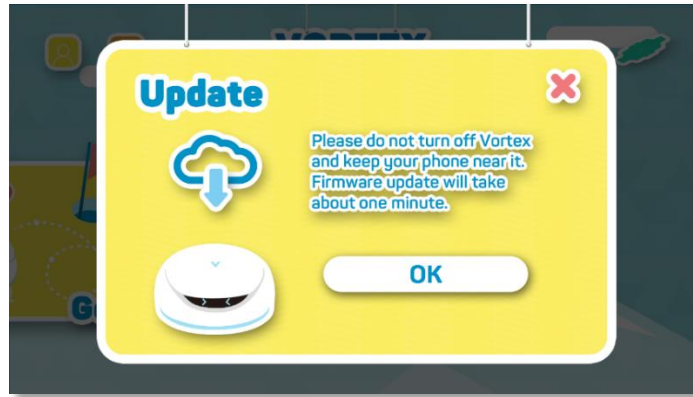 VORTEX
Update
Please do not turn off Vortex
and keep your phone near it.
Firmware update will take
about one minute.
OK